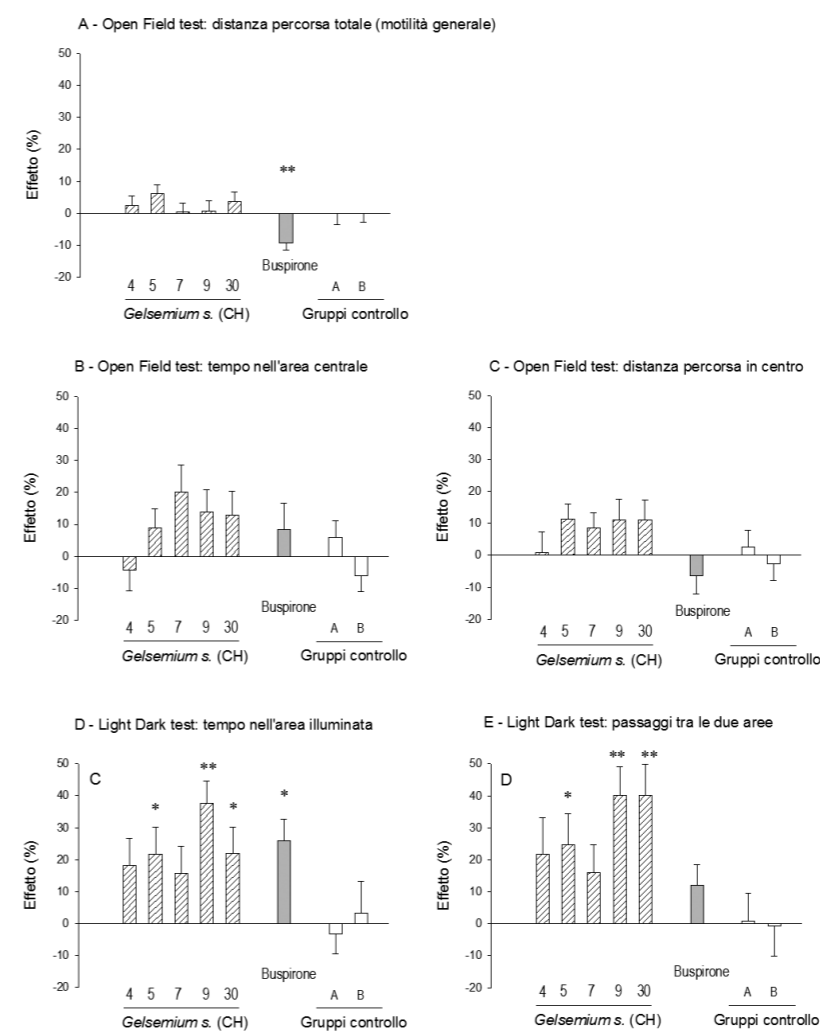 A - Open Field test: distanza percorsa totale (motilità generale)
50
40
30
20
10
0
-10
-20
Effetto (%)
**
Buspirone
4 5 7 9 30
A B
Gelsemium s. (CH)
Gruppi controllo
B - Open Field test: tempo nell'area centrale
50
40
30
20
10
0
-10
-20
Effetto (%)
Buspirone
4 5 7 9 30
A B
Gelsemium s. (CH)
Gruppi controllo
C - Open Field test: distanza percorsa in centro
50
40
30
20
10
0
-10
-20
Effetto (%)
Buspirone
4 5 7 9 30
A B
Gelsemium s. (CH)
Gruppi controllo
D - Light Dark test: tempo nell'area illuminata
50
40
30
20
10
0
-10
-20
Effetto (%)
C
* ** * *
Buspirone
4 5 7 9 30
A B
Gelsemium s. (CH)
Gruppi controllo
E - Light Dark test: passaggi tra le due aree
50
40
30
20
10
0
-10
-20
Effetto (%)
D
* ** **
Buspirone
4 5 7 9 30
A B
Gelsemium s. (CH)
Gruppi controllo